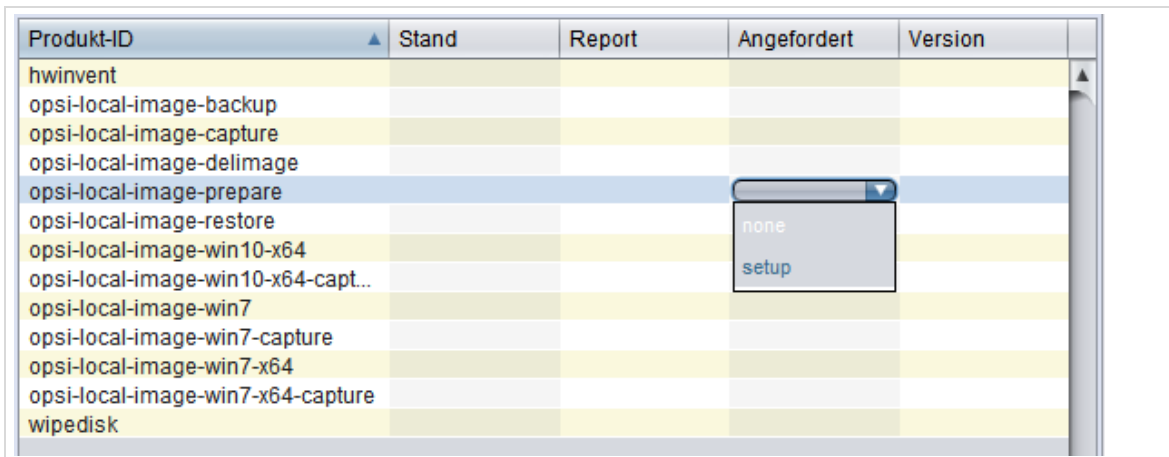 Produkt-ID Stand Report Angefordert Version
hwinvent
opsi-local-image-backup
opsi-local-image-capture
opsi-local-image-delimage
opsi-local-image-prepare
opsi-local-image-restore
none
opsi-local-image-win10-x64
setup
opsi-local-image-win10-x64-capt...
opsi-local-image-win7
opsi-local-image-win7-capture
opsi-local-image-win7-x64
opsi-local-image-win7-x64-capture
wipedisk